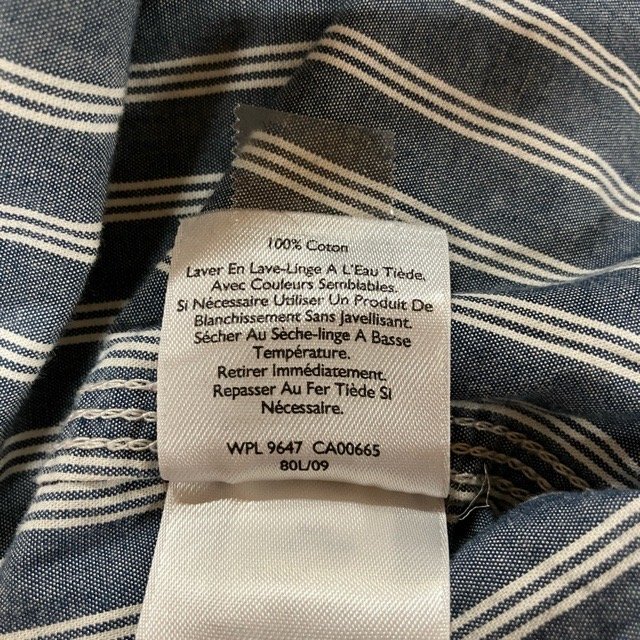 100% Coton
Laver En Lave-Linge A L'Eau Tiède,
Avec Couleurs Semblables.
Si Nécessaire Utiliser Un Produit De
Blanchissement Sans Javellisant.
Sécher Au Sèche-linge A Basse
Température.
Retirer Immédiatement.
Repasser Au Fer Tiède Si
Nécessaire.
WPL 9647 CA00665
80L/09